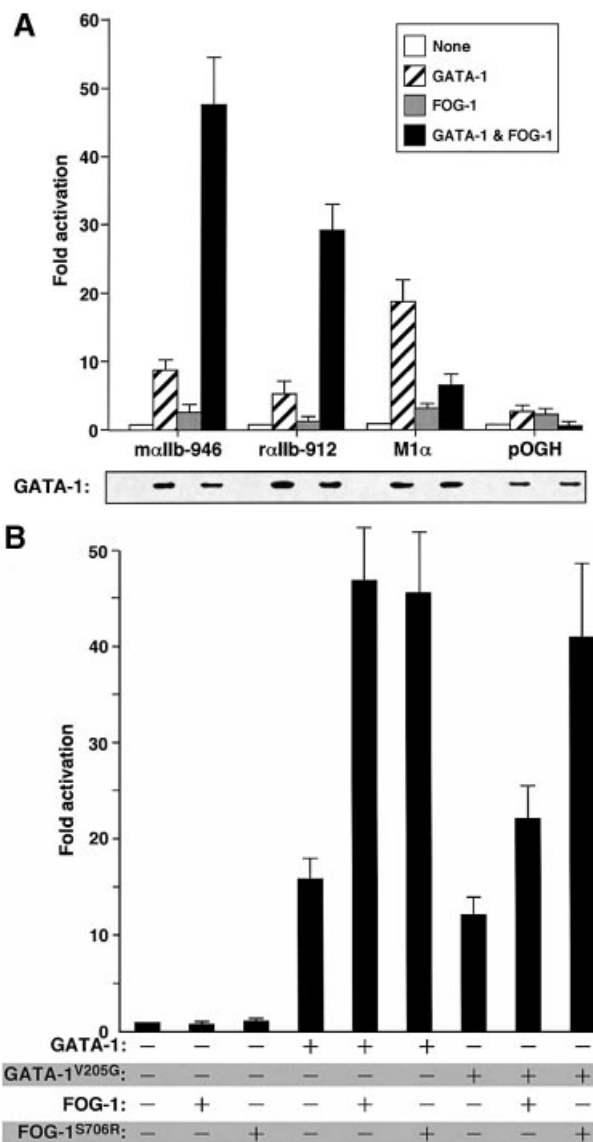 A
60
50
40
30
20
10
0
Fold activation
None
GATA-1
FOG-1
GATA-1 & FOG-1
mαIIb-946 rαIIb-912 M1α pOGH
GATA-1:
B
50
40
30
20
10
0
Fold activation
GATA-1: – – – + + + – – –
GATA-1V205G: – – – – – – + + +
FOG-1: – + – – + – – + –
FOG-1S706R: – – + – – + – – +